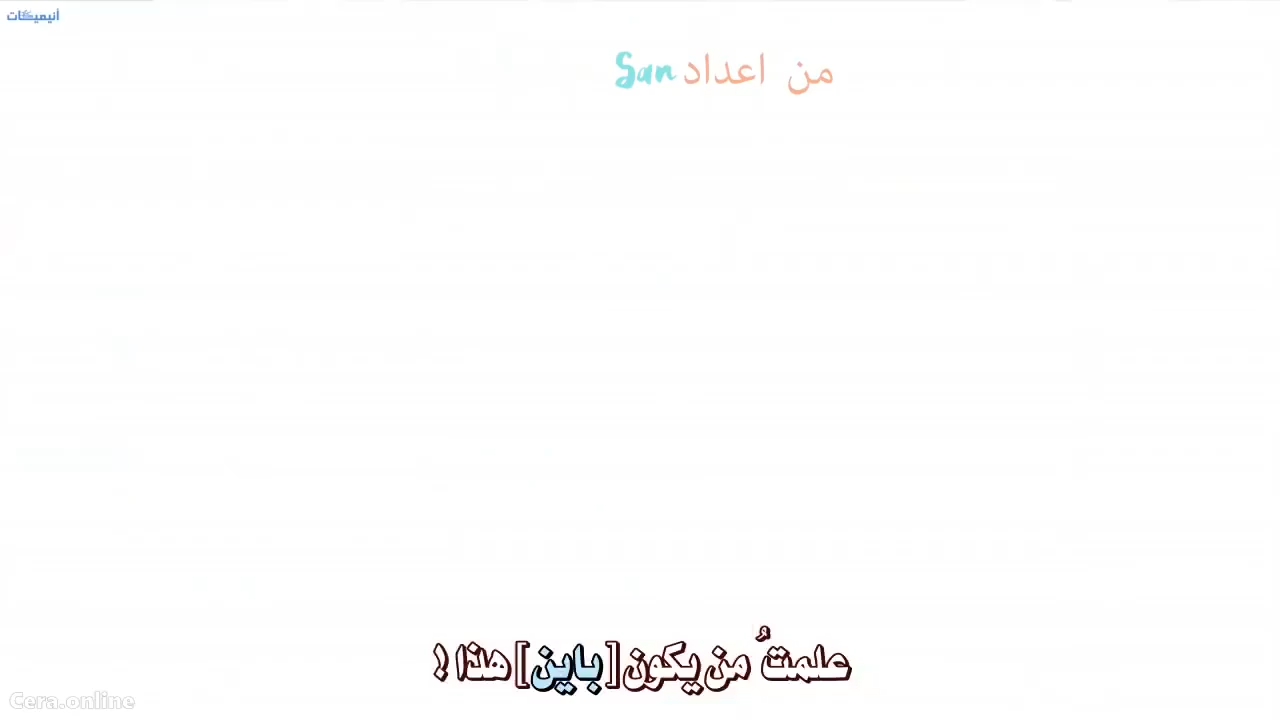 أنيميكات
من اعداد San
علمتُ من يكون [باين] هذا !
Cera.online